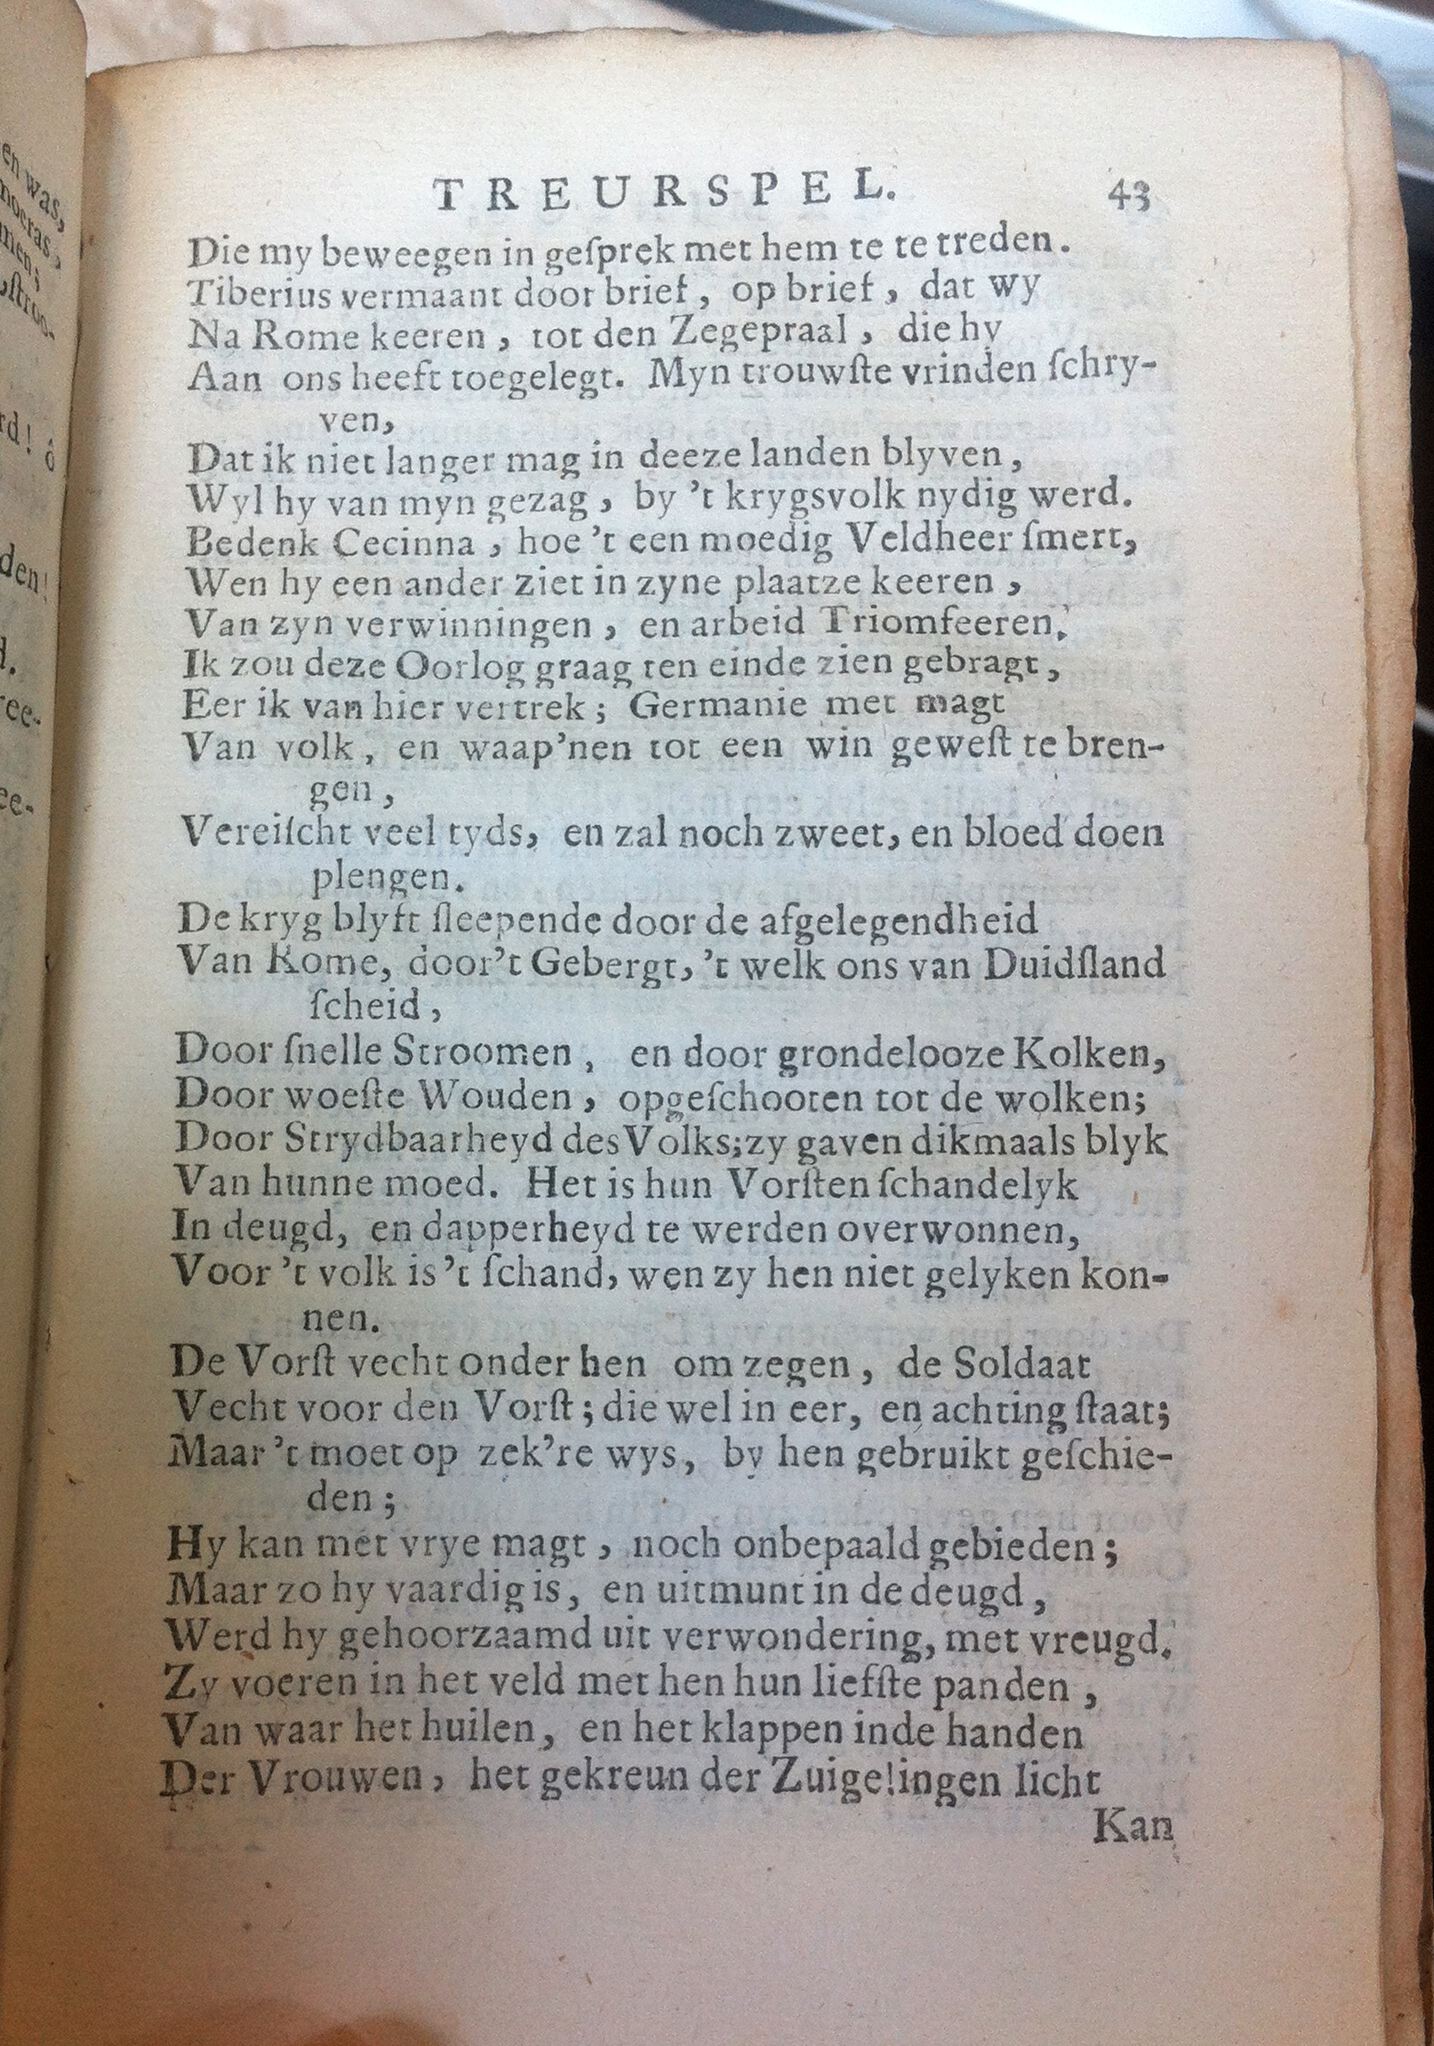 TREURSPEL. 43
Die my beweegen in geſprek met hem te te treden.
Tiberius vermaant door brief, op brief, dat wy
Na Rome keeren, tot den Zegepraal, die hy
Aan ons heeft toegelegt. Myn trouwſte vrinden ſchry-
ven,
Dat ik niet langer mag in deeze landen blyven,
Wyl hy van myn gezag, by 't krygsvolk nydig werd.
Bedenk Cecinna, hoe 't een moedig Veldheer ſmert,
Wen hy een ander ziet in zyne plaatze keeren,
Van zyn verwinningen, en arbeid Triomfeeren.
Ik zou deze Oorlog graag ten einde zien gebragt,
Eer ik van hier vertrek; Germanie met magt
Van volk, en waap'nen tot een win geweſt te bren-
gen,
Vereiſcht veel tyds, en zal noch zweet, en bloed doen
plengen.
De kryg blyft ſleepende door de afgelegendheid
Van Rome, door't Gebergt, 't welk ons van Duidſland
ſcheid,
Door ſnelle Stroomen, en door grondelooze Kolken,
Door woeſte Wouden, opgeſchooten tot de wolken;
Door Strydbaarheyd des Volks; zy gaven dikmaals blyk
Van hunne moed. Het is hun Vorſten ſchandelyk
In deugd, en dapperheyd te werden overwonnen,
Voor 't volk is 't ſchand, wen zy hen niet gelyken kon-
nen.
De Vorſt vecht onder hen om zegen, de Soldaat
Vecht voor den Vorſt; die wel in eer, en achting ſtaat;
Maar 't moet op zek're wys, by hen gebruikt geſchie-
den;
Hy kan met vrye magt, noch onbepaald gebieden;
Maar zo hy vaardig is, en uitmunt in de deugd,
Werd hy gehoorzaamd uit verwondering, met vreugd.
Zy voeren in het veld met hen hun liefſte panden,
Van waar het huilen, en het klappen inde handen
Der Vrouwen, het gekreun der Zuigelingen licht
Kan